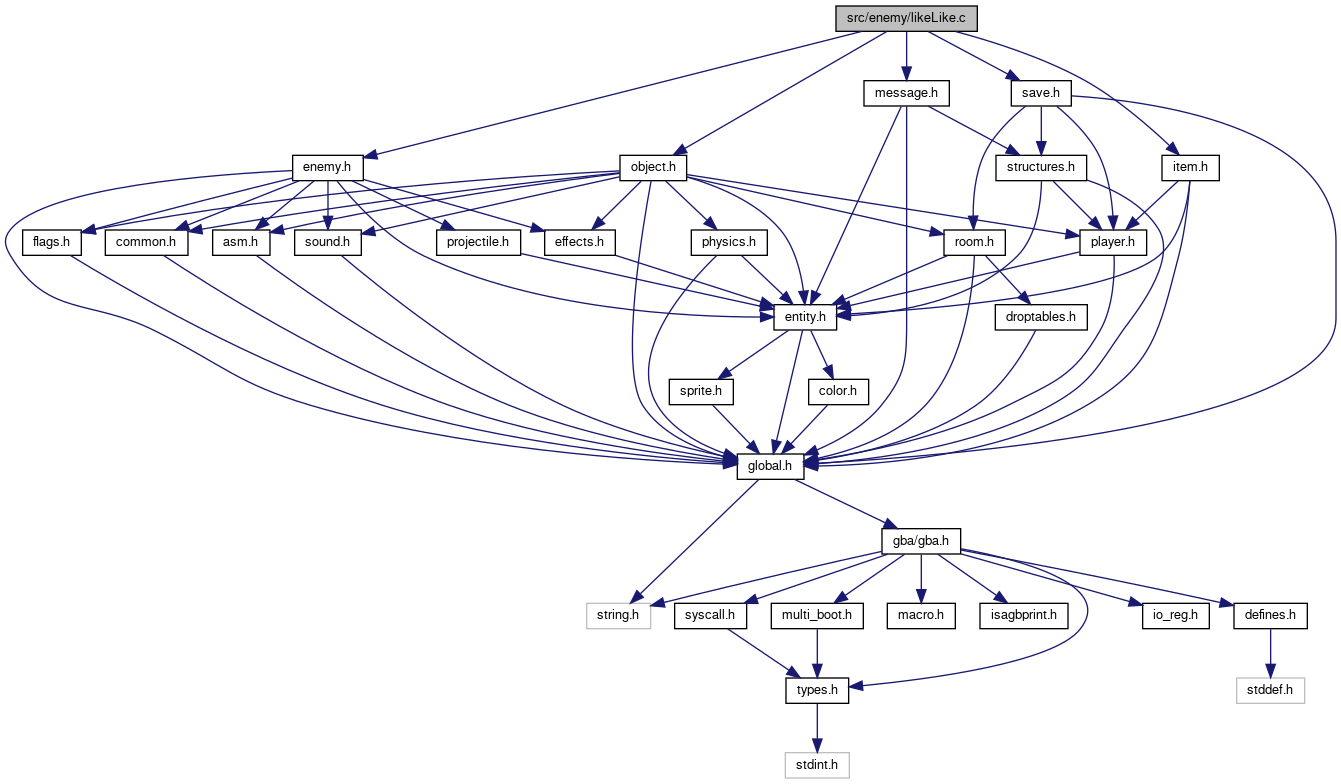 src/enemy/likeLike.c
message.h
save.h
enemy.h
object.h
structures.h
item.h
flags.h
common.h
asm.h
sound.h
projectile.h
effects.h
physics.h
room.h
player.h
entity.h
droptables.h
sprite.h
color.h
global.h
gba/gba.h
string.h
syscall.h
multi_boot.h
macro.h
isagbprint.h
io_reg.h
defines.h
types.h
stddef.h
stdint.h